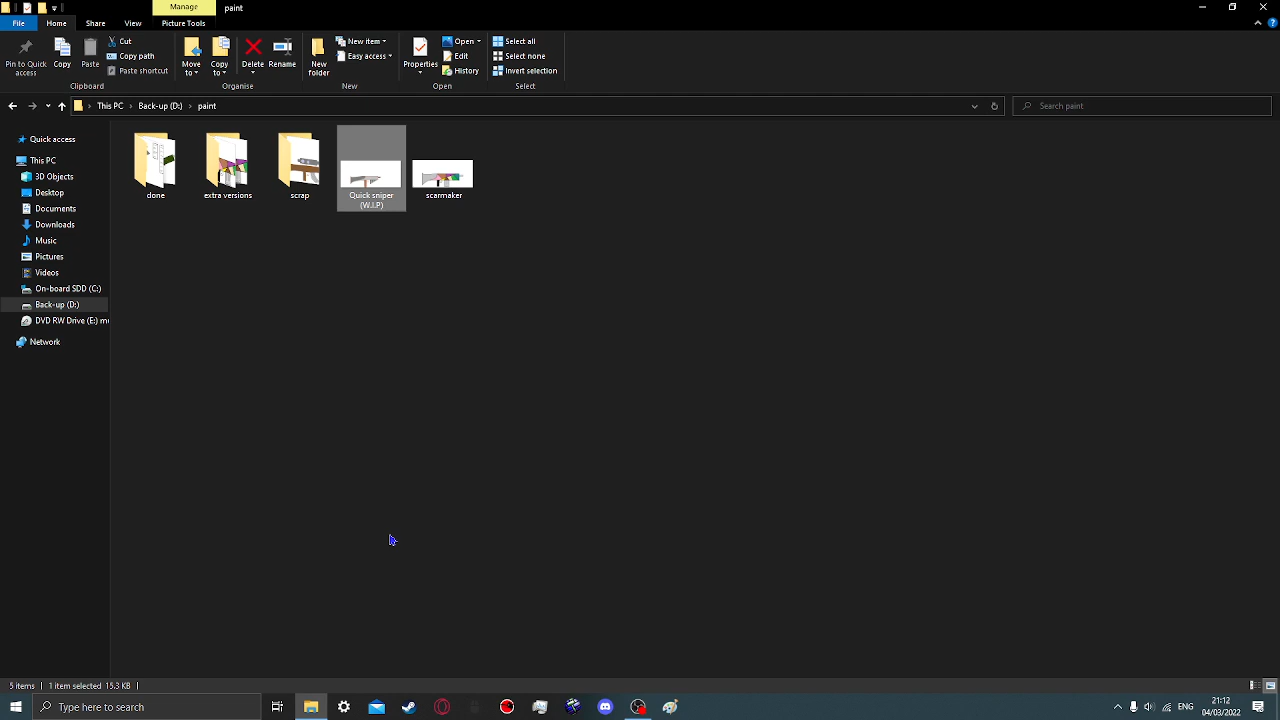 Manage
paint
File
Home
Share
View
Picture Tools
Pin to Quick access
Copy
Paste
Cut
Copy path
Paste shortcut
Clipboard
Move to
Copy to
Delete
Rename
Organise
New folder
New item
Easy access
New
Properties
Open
Edit
History
Open
Select all
Select none
Invert selection
Select
This PC
Back-up (D:)
paint
Search paint
Quick access
This PC
3D Objects
Desktop
Documents
Downloads
Music
Pictures
Videos
On-board SDD (C:)
Back-up (D:)
DVD RW Drive (E:) mu
Network
done
extra versions
scrap
Quick sniper
(W.I.P)
scarmaker
5 items
1 item selected 15.3 KB
Type here to search
ENG
21:12
04/03/2022